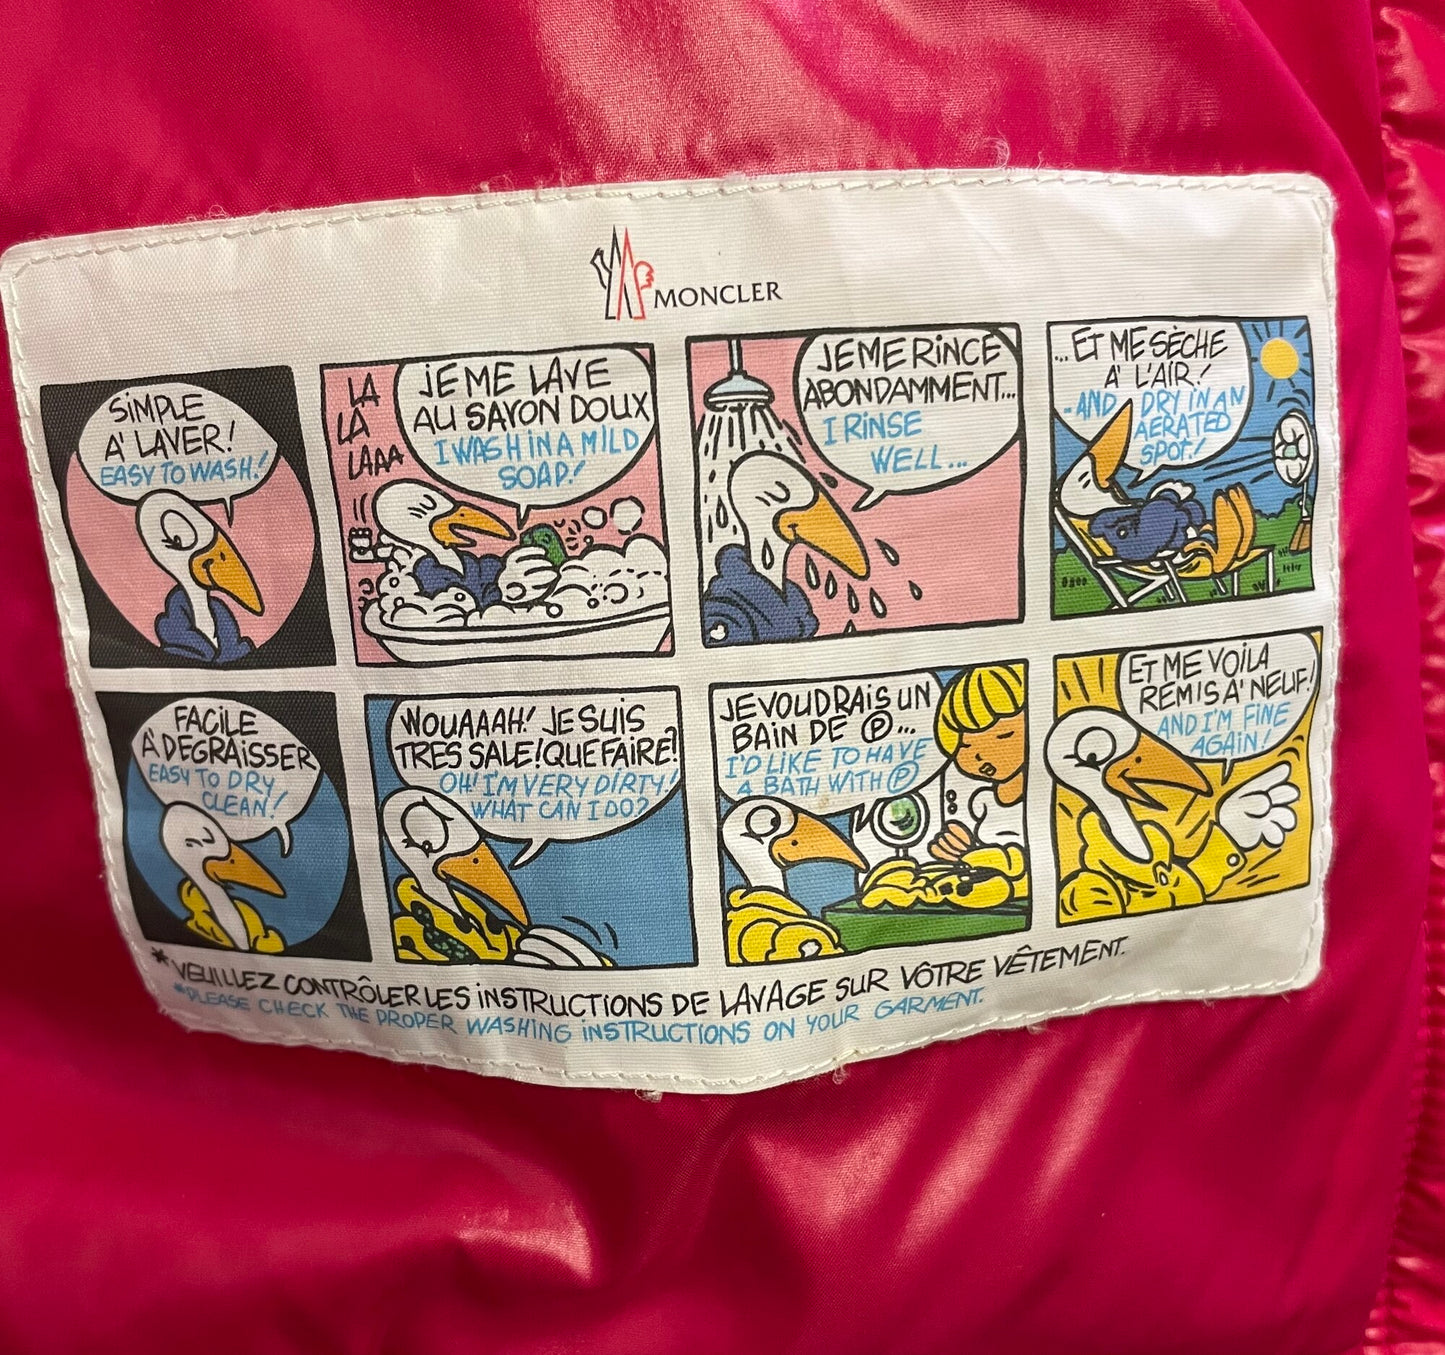 MONCLER
SIMPLE
A' LAVER!
EASY TO WASH!
LA
LA
LAAA
JE ME LAVE
AU SAVON DOUX
I WASH IN A MILD
SOAP!
JE ME RINCE
ABONDAMMENT...
I RINSE
WELL...
...ET ME SÈCHE
A' L'AIR!
-AND DRY IN AN
AERATED
SPOT!
FACILE
A' DEGRAISSER
EASY TO DRY
CLEAN!
WOUAAAH! JE SUIS
TRES SALE! QUE FAIRE?
OH! I'M VERY DIRTY!
WHAT CAN I DO?
JE VOUDRAIS UN
BAIN DE Ⓟ...
I'D LIKE TO HAVE
A BATH WITH Ⓟ
ET ME VOILA
REMIS A' NEUF!
AND I'M FINE
AGAIN!
*VEUILLEZ CONTRÔLER LES INSTRUCTIONS DE LAVAGE SUR VÔTRE VÊTEMENT.
*PLEASE CHECK THE PROPER WASHING INSTRUCTIONS ON YOUR GARMENT.